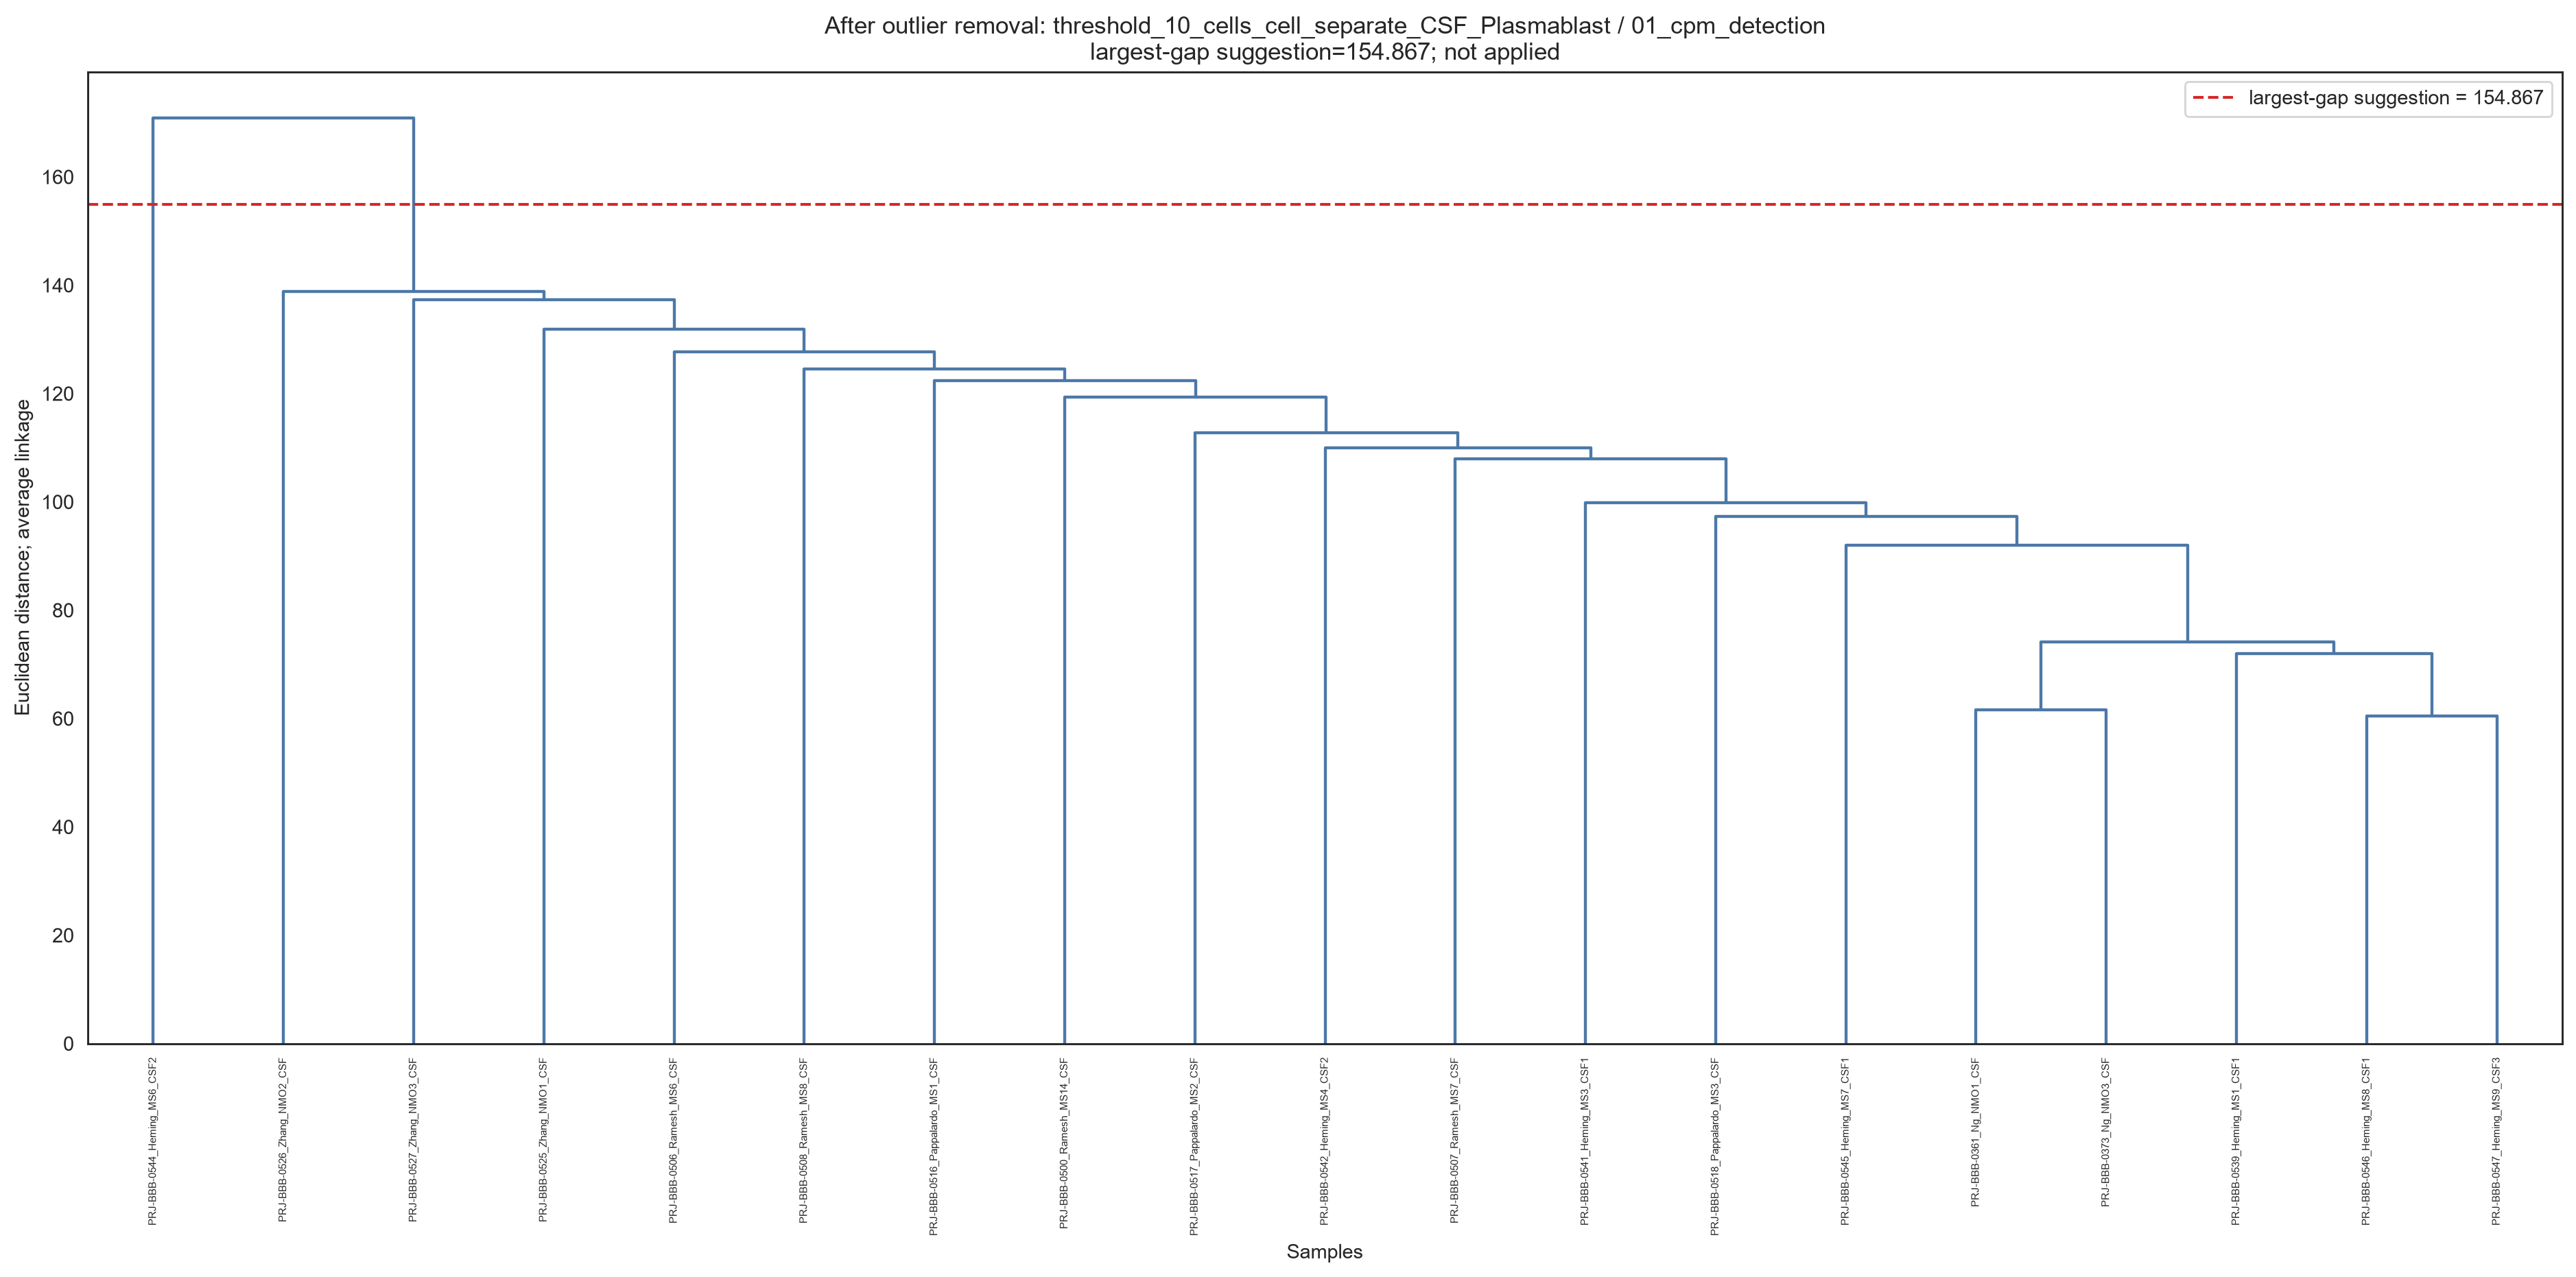 After outlier removal: threshold_10_cells_cell_separate_CSF_Plasmablast / 01_cpm_detection
largest-gap suggestion=154.867; not applied
largest-gap suggestion = 154.867
Euclidean distance; average linkage
160
140
120
100
80
60
40
20
0
PRJ-BBB-0544_Heming_MS6_CSF2
PRJ-BBB-0526_Zhang_NMO2_CSF
PRJ-BBB-0527_Zhang_NMO3_CSF
PRJ-BBB-0525_Zhang_NMO1_CSF
PRJ-BBB-0506_Ramesh_MS6_CSF
PRJ-BBB-0508_Ramesh_MS8_CSF
PRJ-BBB-0516_Pappalardo_MS1_CSF
PRJ-BBB-0500_Ramesh_MS14_CSF
PRJ-BBB-0517_Pappalardo_MS2_CSF
PRJ-BBB-0542_Heming_MS4_CSF2
PRJ-BBB-0507_Ramesh_MS7_CSF
PRJ-BBB-0541_Heming_MS3_CSF1
PRJ-BBB-0518_Pappalardo_MS3_CSF
PRJ-BBB-0545_Heming_MS7_CSF1
PRJ-BBB-0361_Ng_NMO1_CSF
PRJ-BBB-0373_Ng_NMO3_CSF
PRJ-BBB-0539_Heming_MS1_CSF1
PRJ-BBB-0546_Heming_MS8_CSF1
PRJ-BBB-0547_Heming_MS9_CSF3
Samples